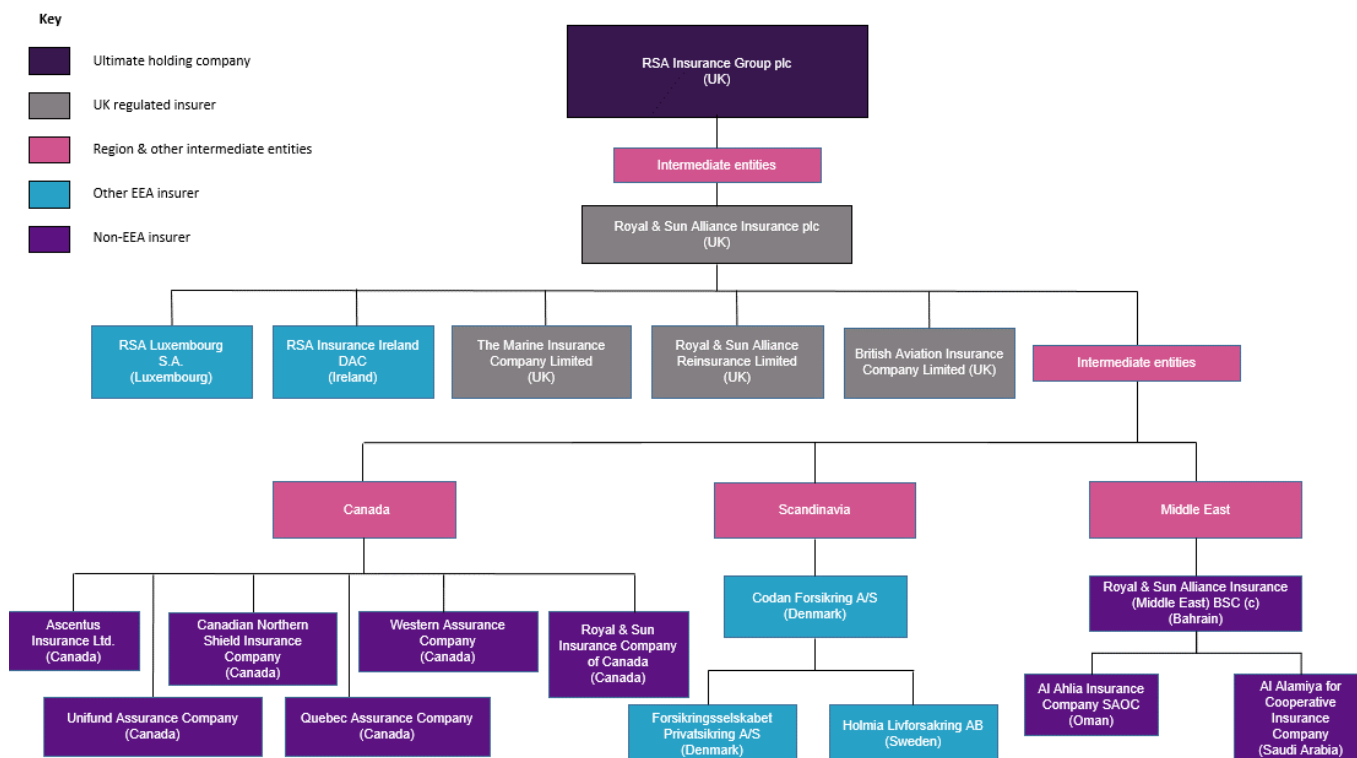 Key
Ultimate holding company
UK regulated insurer
Region & other intermediate entities
Other EEA insurer
Non-EEA insurer
RSA Insurance Group plc
(UK)
Intermediate entities
Royal & Sun Alliance Insurance plc
(UK)
RSA Luxembourg
S.A.
(Luxembourg)
RSA Insurance Ireland
DAC
(Ireland)
The Marine Insurance
Company Limited
(UK)
Royal & Sun Alliance
Reinsurance Limited
(UK)
British Aviation Insurance
Company Limited (UK)
Intermediate entities
Canada
Scandinavia
Middle East
Ascentus
Insurance Ltd.
(Canada)
Canadian Northern
Shield Insurance
Company
(Canada)
Western Assurance
Company
(Canada)
Royal & Sun
Insurance Company
of Canada
(Canada)
Unifund Assurance Company
(Canada)
Quebec Assurance Company
(Canada)
Codan Forsikring A/S
(Denmark)
Forsikringsselskabet
Privatsikring A/S
(Denmark)
Holmia Livforsakring AB
(Sweden)
Royal & Sun Alliance Insurance
(Middle East) BSC (c)
(Bahrain)
Al Ahlia Insurance
Company SAOC
(Oman)
Al Alamiya for
Cooperative
Insurance
Company
(Saudi Arabia)